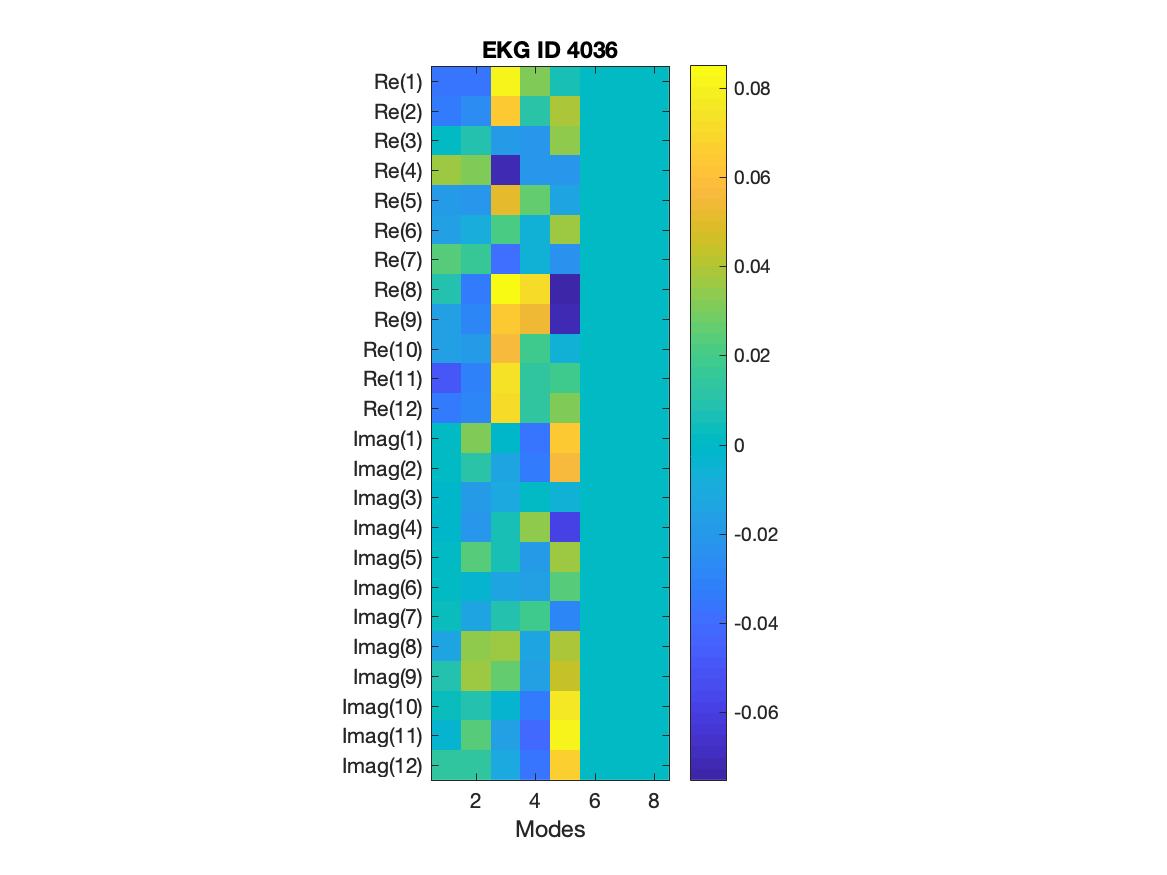 EKG ID 4036
Re(1)
Re(2)
Re(3)
Re(4)
Re(5)
Re(6)
Re(7)
Re(8)
Re(9)
Re(10)
Re(11)
Re(12)
Imag(1)
Imag(2)
Imag(3)
Imag(4)
Imag(5)
Imag(6)
Imag(7)
Imag(8)
Imag(9)
Imag(10)
Imag(11)
Imag(12)
2 4 6 8
Modes
0.08
0.06
0.04
0.02
0
-0.02
-0.04
-0.06